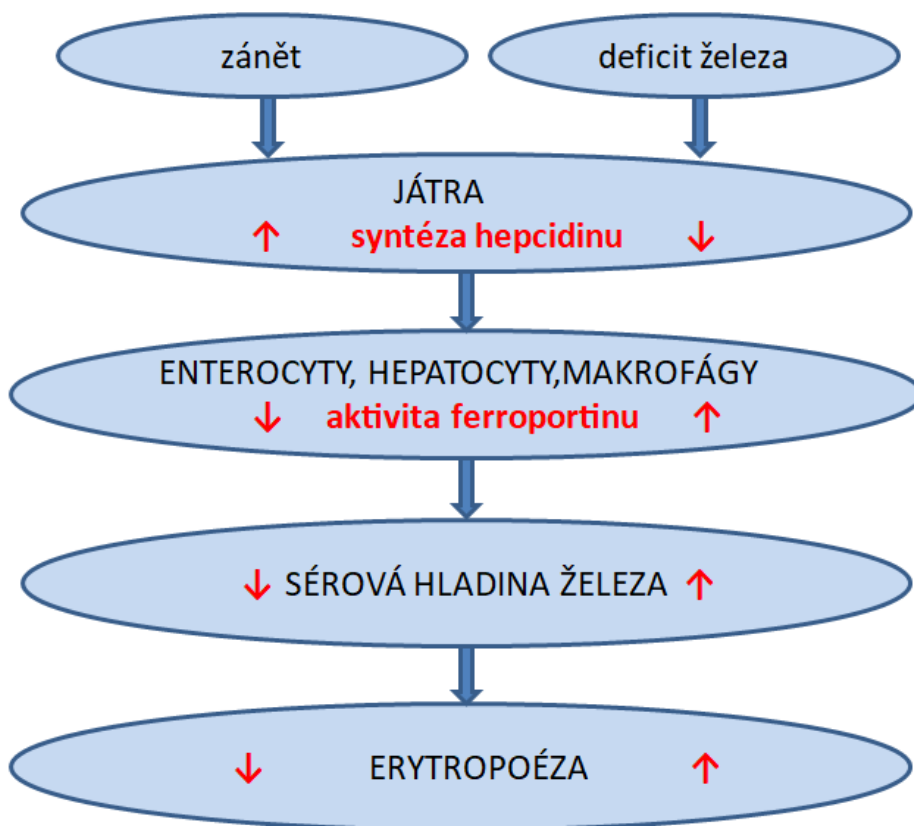 zánět
deficit železa
JÁTRA
↑ syntéza hepcidinu ↓
ENTEROCYTY, HEPATOCYTY,MAKROFÁGY
↓ aktivita ferroportinu ↑
↓ SÉROVÁ HLADINA ŽELEZA ↑
↓ ERYTROPOÉZA ↑